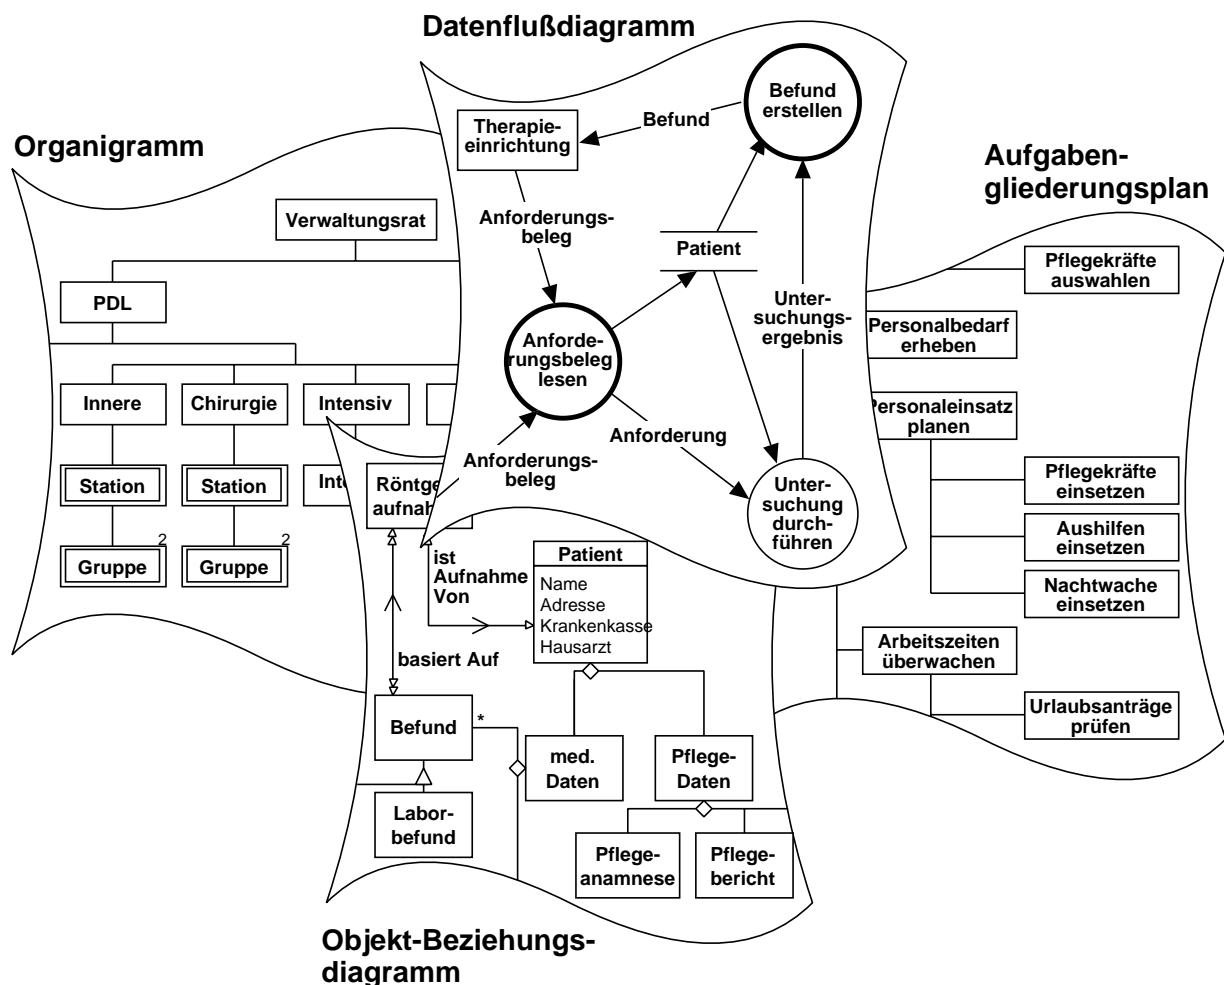 Datenflußdiagramm
Befund
erstellen
Befund
Therapie-
einrichtung
Anforderungs-
beleg
Patient
Unter-
suchungs-
ergebnis
Anforde-
rungsbeleg
lesen
Anforderung
Anforderungs-
beleg
Unter-
suchung
durch-
führen
Organigramm
Verwaltungsrat
PDL
Innere
Chirurgie
Intensiv
Station
Station
Inte
2
Gruppe
2
Gruppe
Aufgaben-
gliederungsplan
Pflegekräfte
auswahlen
Personalbedarf
erheben
Personaleinsatz
planen
Pflegekräfte
einsetzen
Aushilfen
einsetzen
Nachtwache
einsetzen
Arbeitszeiten
überwachen
Urlaubsanträge
prüfen
Röntge
aufnah
ist
Aufnahme
Von
Patient
Name
Adresse
Krankenkasse
Hausarzt
basiert Auf
Befund
*
med.
Daten
Pflege-
Daten
Labor-
befund
Pflege-
anamnese
Pflege-
bericht
Objekt-Beziehungs-
diagramm